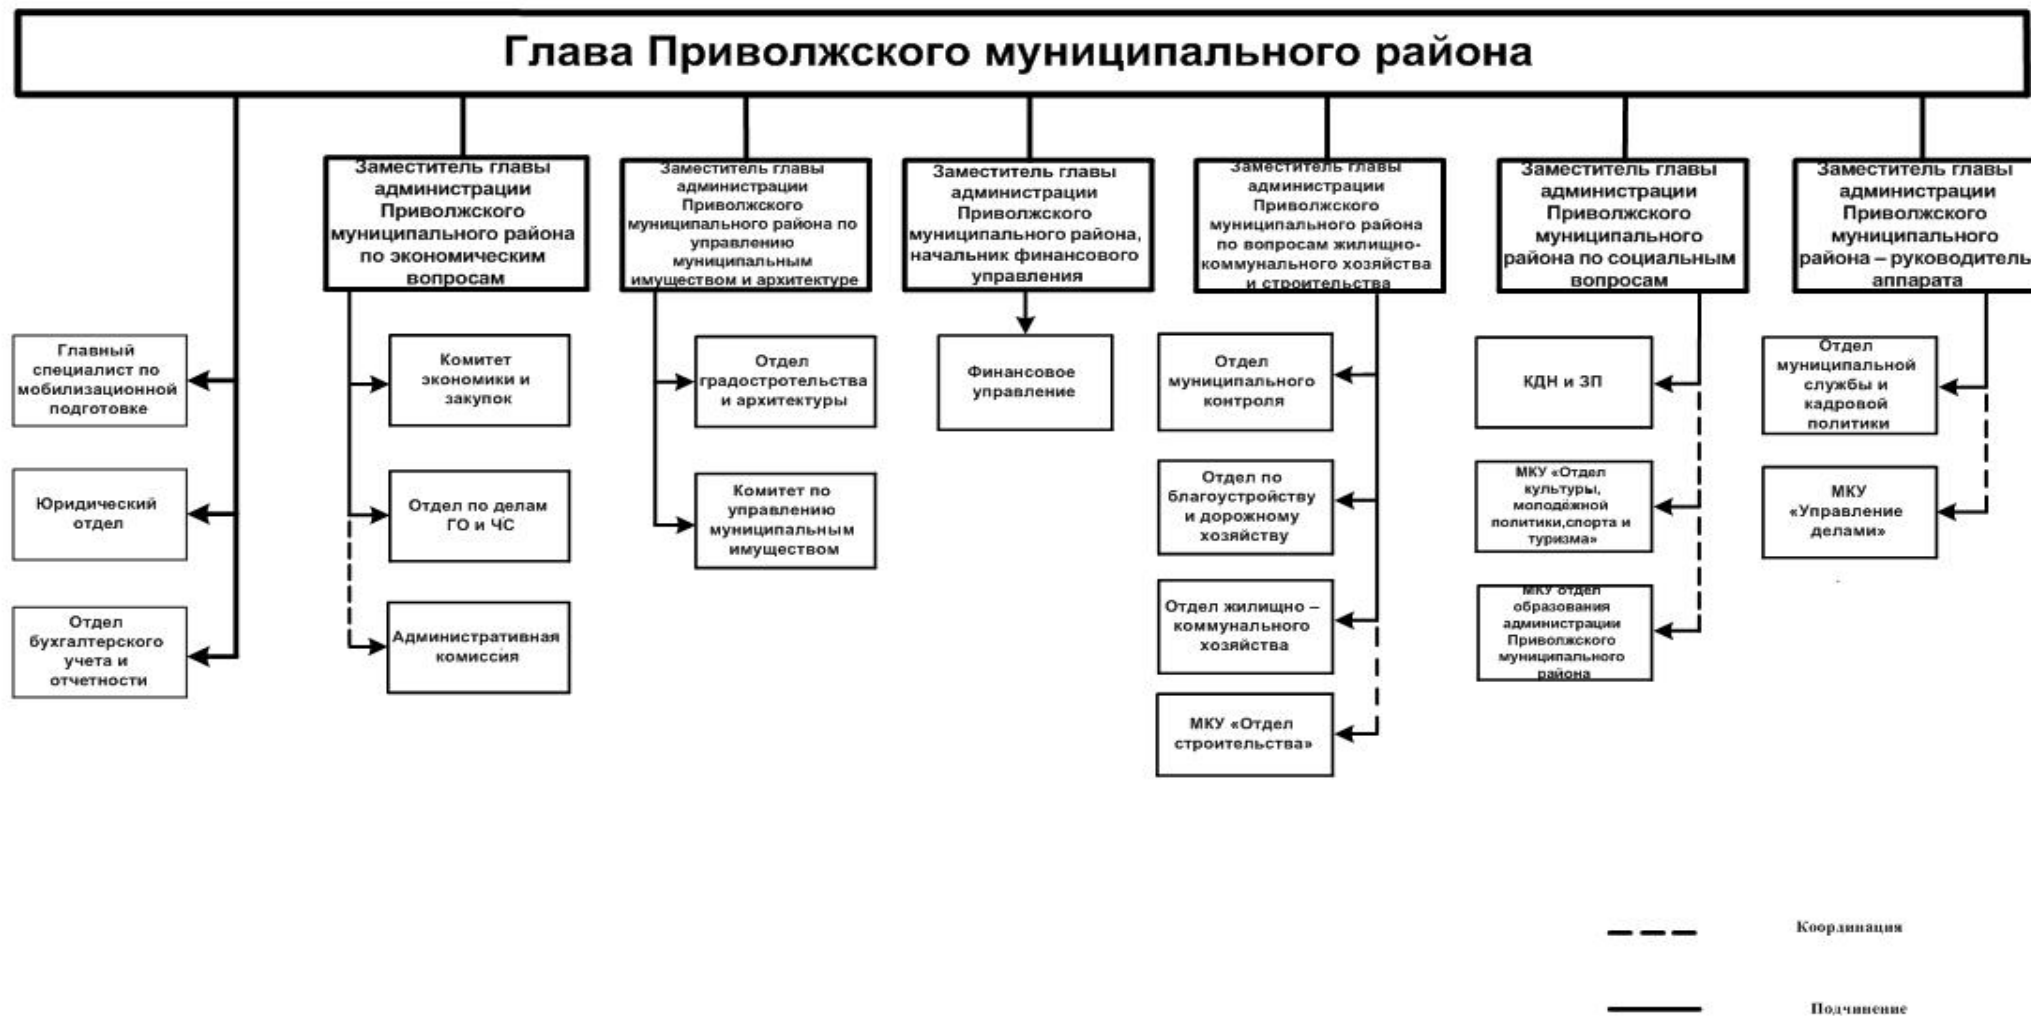 Глава Приволжского муниципального района
Заместитель главы
администрации
Приволжского
муниципального района
по экономическим
вопросам
Заместитель главы
администрации
Приволжского
муниципального района по
управлению
муниципальным
имуществом и архитектуре
Заместитель главы
администрации
Приволжского
муниципального района,
начальник финансового
управления
Заместитель главы
администрации
Приволжского
муниципального района
по вопросам жилищно-
коммунального хозяйства
и строительства
Заместитель главы
администрации
Приволжского
муниципального
района по социальным
вопросам
Заместитель главы
администрации
Приволжского
муниципального
района – руководитель
аппарата
Главный
специалист по
мобилизационной
подготовке
Юридический
отдел
Отдел
бухгалтерского
учета и
отчетности
Комитет
экономики и
закупок
Отдел по делам
ГО и ЧС
Административная
комиссия
Отдел
градостротельства
и архитектуры
Комитет по
управлению
муниципальным
имуществом
Финансовое
управление
Отдел
муниципального
контроля
Отдел по
благоустройству
и дорожному
хозяйству
Отдел жилищно –
коммунального
хозяйства
МКУ «Отдел
строительства»
КДН и ЗП
МКУ «Отдел
культуры,
молодёжной
политики,спорта и
туризма»
МКУ отдел
образования
администрации
Приволжского
муниципального
района
Отдел
муниципальной
службы и
кадровой
политики
МКУ
«Управление
делами»
Координация
Подчинение